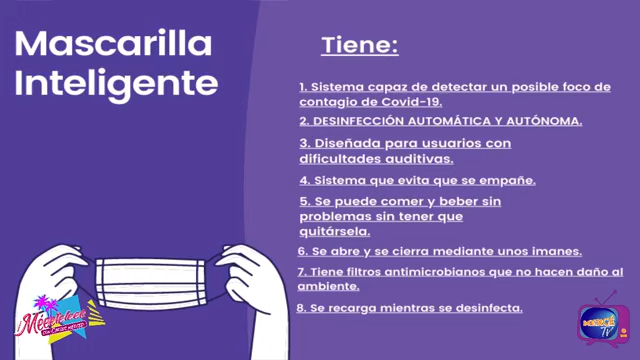 Mascarilla
Inteligente
Tiene:
1. Sistema capaz de detectar un posible foco de
contagio de Covid-19.
2. DESINFECCIÓN AUTOMÁTICA Y AUTÓNOMA.
3. Diseñada para usuarios con
dificultades auditivas.
4. Sistema que evita que se empañe.
5. Se puede comer y beber sin
problemas sin tener que
quitársela.
6. Se abre y se cierra mediante unos imanes.
7. Tiene filtros antimicrobianos que no hacen daño al
ambiente.
8. Se recarga mientras se desinfecta.
TV